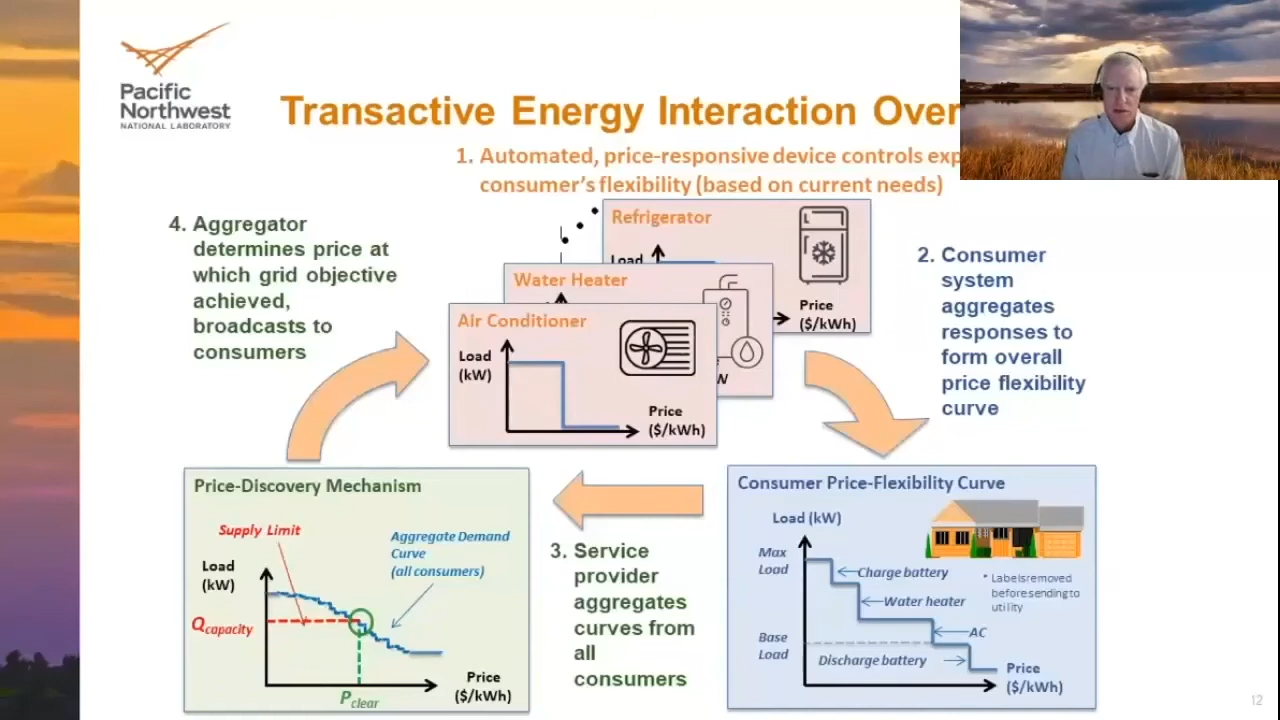 Pacific
Northwest
NATIONAL LABORATORY
Transactive Energy Interaction Over
1. Automated, price-responsive device controls exp
consumer's flexibility (based on current needs)
4. Aggregator
determines price at
which grid objective
achieved,
broadcasts to
consumers
Refrigerator
Load
Price
($/kWh)
Water Heater
Air Conditioner
Load
(kW)
Price
($/kWh)
2. Consumer
system
aggregates
responses to
form overall
price flexibility
curve
Price-Discovery Mechanism
Supply Limit
Aggregate Demand
Curve
(all consumers)
Load
(kW)
Qcapacity
Price
($/kWh)
Pclear
3. Service
provider
aggregates
curves from
all
consumers
Consumer Price-Flexibility Curve
Load (kW)
Max
Load
Charge battery
* Labels removed
before sending to
utility
Water heater
AC
Base
Load
Discharge battery
Price
($/kWh)
12